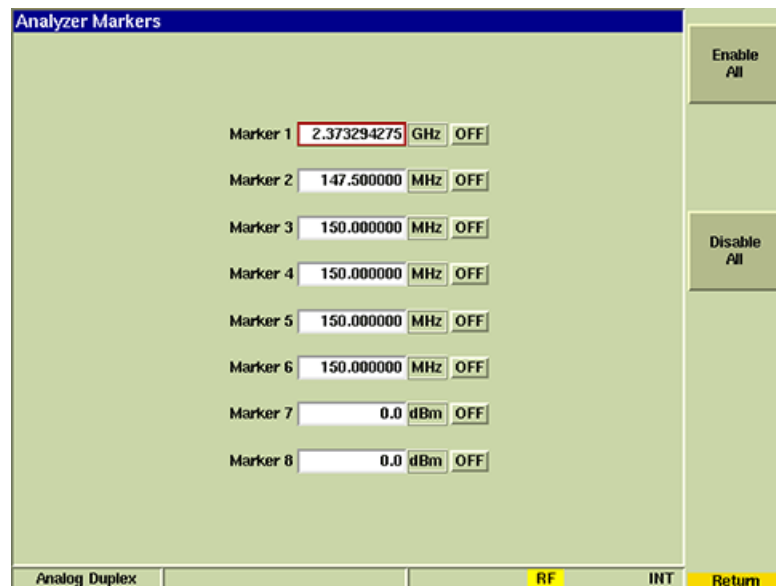 Analyzer Markers
Enable
All
Marker 1 2.373294275 GHz OFF
Marker 2 147.500000 MHz OFF
Marker 3 150.000000 MHz OFF
Disable
All
Marker 4 150.000000 MHz OFF
Marker 5 150.000000 MHz OFF
Marker 6 150.000000 MHz OFF
Marker 7 0.0 dBm OFF
Marker 8 0.0 dBm OFF
Analog Duplex RF INT Return